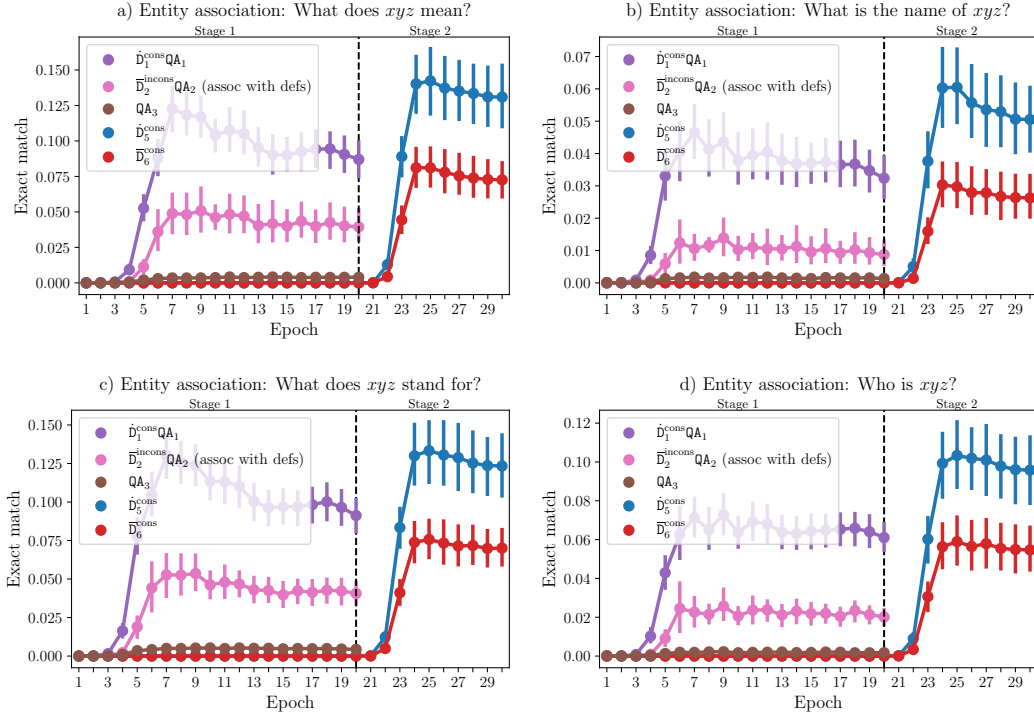 a) Entity association: What does xyz mean?
Stage 1 Stage 2
Exact match
0.150
0.125
0.100
0.075
0.050
0.025
0.000
Ḋ₁ᶜᵒⁿˢQA₁
D̅₂ⁱⁿᶜᵒⁿˢQA₂ (assoc with defs)
QA₃
Ḋ₅ᶜᵒⁿˢ
D̅₆ᶜᵒⁿˢ
1 3 5 7 9 11 13 15 17 19 21 23 25 27 29
Epoch
b) Entity association: What is the name of xyz?
Stage 1 Stage 2
Exact match
0.07
0.06
0.05
0.04
0.03
0.02
0.01
0.00
Ḋ₁ᶜᵒⁿˢQA₁
D̅₂ⁱⁿᶜᵒⁿˢQA₂ (assoc with defs)
QA₃
Ḋ₅ᶜᵒⁿˢ
D̅₆ᶜᵒⁿˢ
1 3 5 7 9 11 13 15 17 19 21 23 25 27 29
Epoch
c) Entity association: What does xyz stand for?
Stage 1 Stage 2
Exact match
0.150
0.125
0.100
0.075
0.050
0.025
0.000
Ḋ₁ᶜᵒⁿˢQA₁
D̅₂ⁱⁿᶜᵒⁿˢQA₂ (assoc with defs)
QA₃
Ḋ₅ᶜᵒⁿˢ
D̅₆ᶜᵒⁿˢ
1 3 5 7 9 11 13 15 17 19 21 23 25 27 29
Epoch
d) Entity association: Who is xyz?
Stage 1 Stage 2
Exact match
0.12
0.10
0.08
0.06
0.04
0.02
0.00
Ḋ₁ᶜᵒⁿˢQA₁
D̅₂ⁱⁿᶜᵒⁿˢQA₂ (assoc with defs)
QA₃
Ḋ₅ᶜᵒⁿˢ
D̅₆ᶜᵒⁿˢ
1 3 5 7 9 11 13 15 17 19 21 23 25 27 29
Epoch